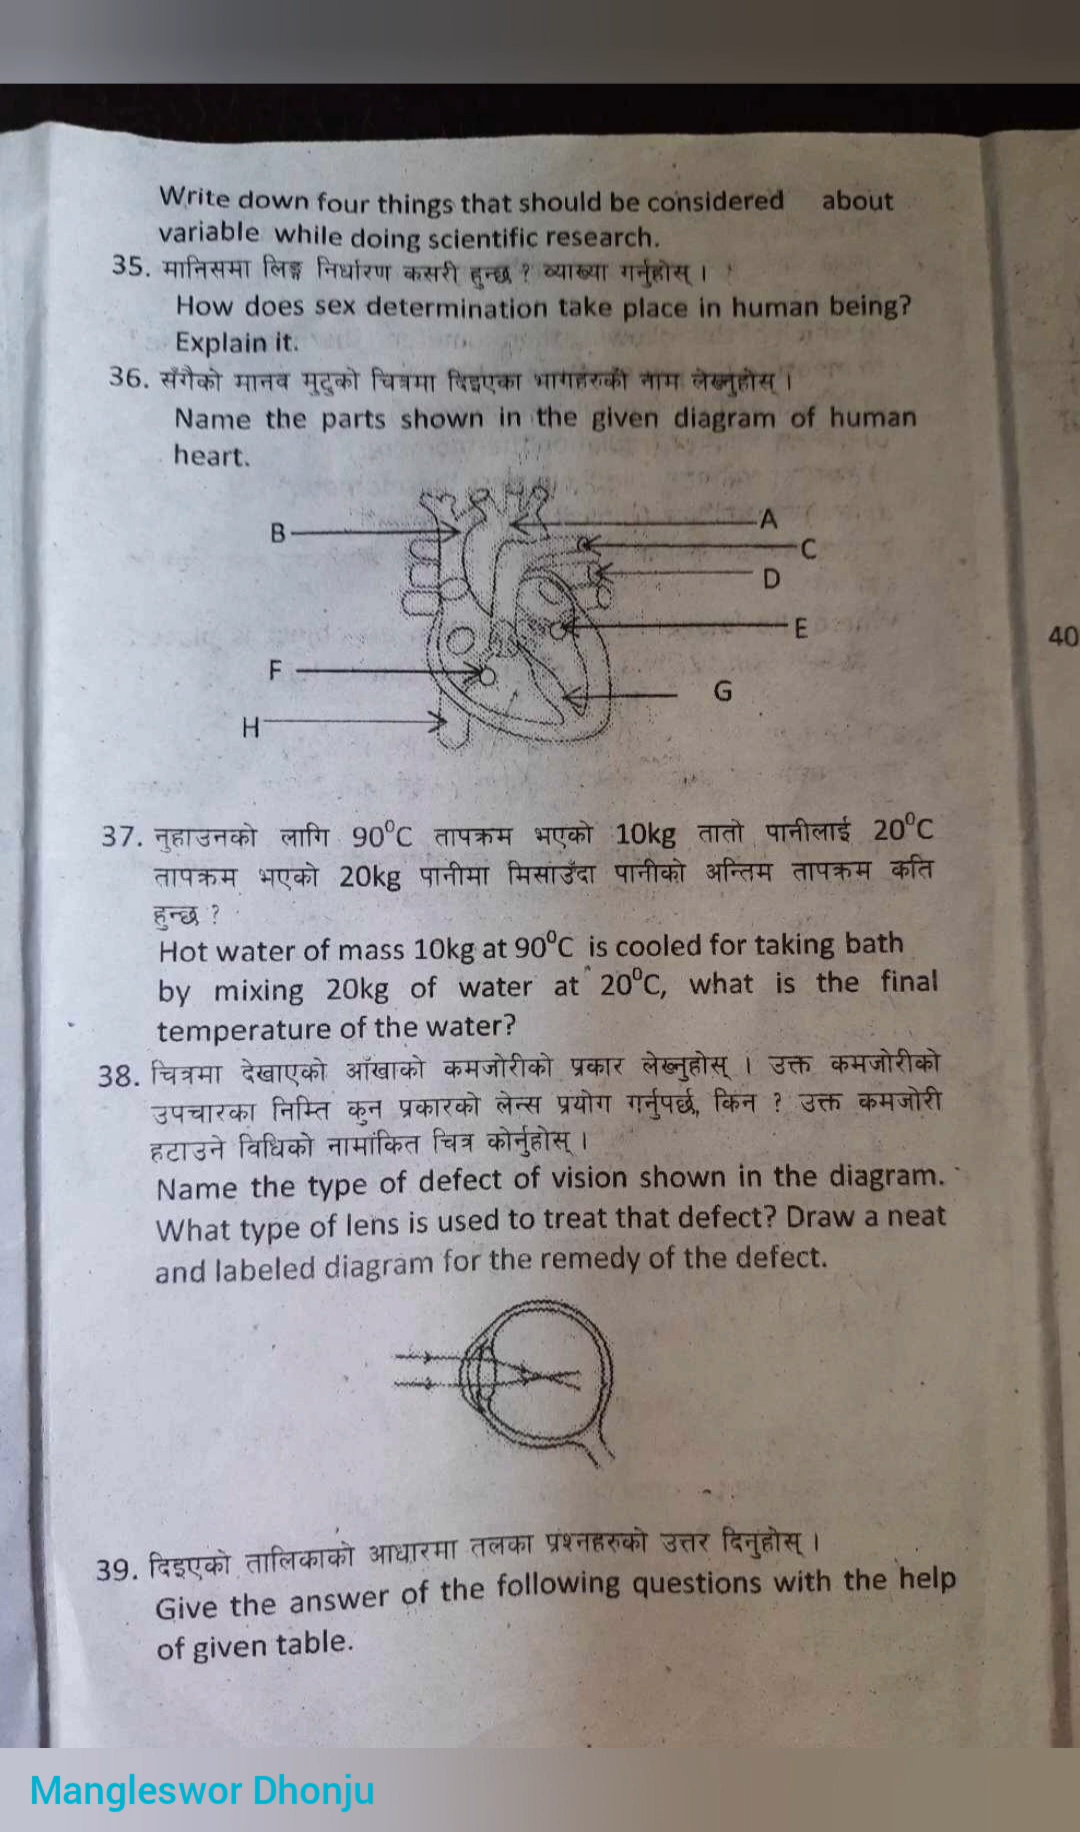 Write down four things that should be considered about
variable while doing scientific research.
35. मानिसमा लिङ्ग निर्धारण कसरी हुन्छ ? व्याख्या गर्नुहोस् ।
How does sex determination take place in human being?
Explain it.
36. सँगैको मानव मुटुको चित्रमा दिइएका भागहरुको नाम लेख्नुहोस् ।
Name the parts shown in the given diagram of human
heart.
A
B
C
D
E
40
F
G
H
37. नुहाउनको लागि 90⁰C तापक्रम भएको 10kg तातो पानीलाई 20⁰C
तापक्रम भएको 20kg पानीमा मिसाउँदा पानीको अन्तिम तापक्रम कति
हुन्छ ?
Hot water of mass 10kg at 90⁰C is cooled for taking bath
by mixing 20kg of water at 20⁰C, what is the final
temperature of the water?
38. चित्रमा देखाएको आँखाको कमजोरीको प्रकार लेख्नुहोस् । उक्त कमजोरीको
उपचारका निम्ति कुन प्रकारको लेन्स प्रयोग गर्नुपर्छ, किन ? उक्त कमजोरी
हटाउने विधिको नामांकित चित्र कोर्नुहोस् ।
Name the type of defect of vision shown in the diagram.
What type of lens is used to treat that defect? Draw a neat
and labeled diagram for the remedy of the defect.
39. दिइएको तालिकाको आधारमा तलका प्रश्नहरुको उत्तर दिनुहोस् ।
Give the answer of the following questions with the help
of given table.
Mangleswor Dhonju